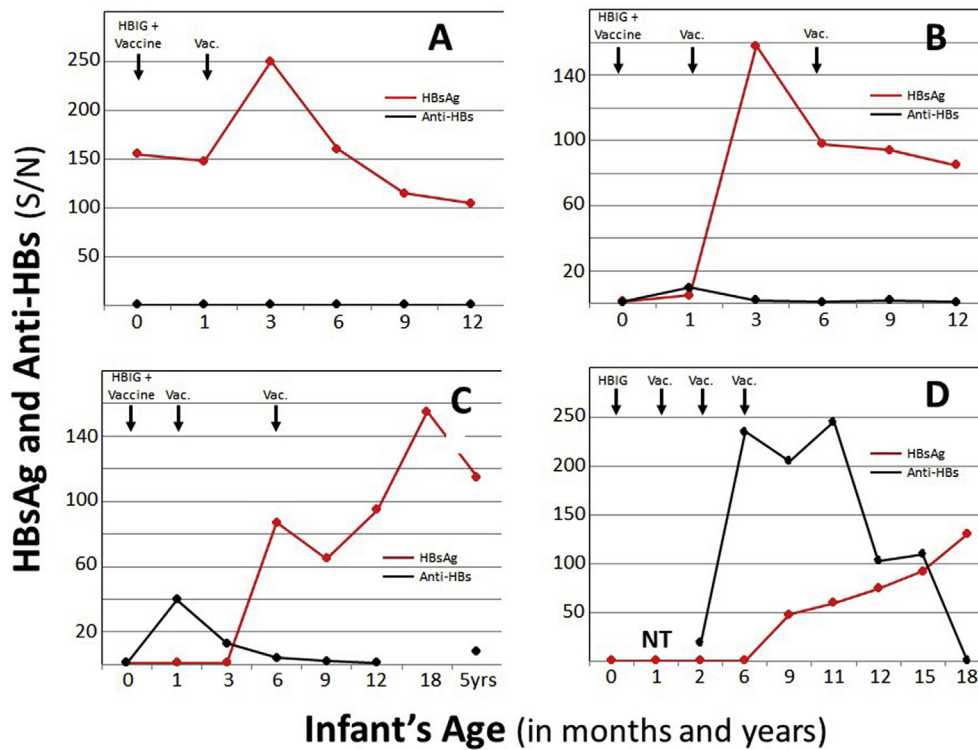 HBsAg and Anti-HBs (S/N)
A
HBIG +
Vaccine
Vac.
250
200
150
100
50
HBsAg
Anti-HBs
0 1 3 6 9 12
B
HBIG +
Vaccine
Vac.
Vac.
140
100
60
20
HBsAg
Anti-HBs
0 1 3 6 9 12
C
HBIG +
Vaccine
Vac.
Vac.
140
100
60
20
HBsAg
Anti-HBs
0 1 3 6 9 12 18 5yrs
D
HBIG
Vac.
Vac.
Vac.
250
200
150
100
50
HBsAg
Anti-HBs
NT
0 1 2 6 9 11 12 15 18
Infant's Age (in months and years)